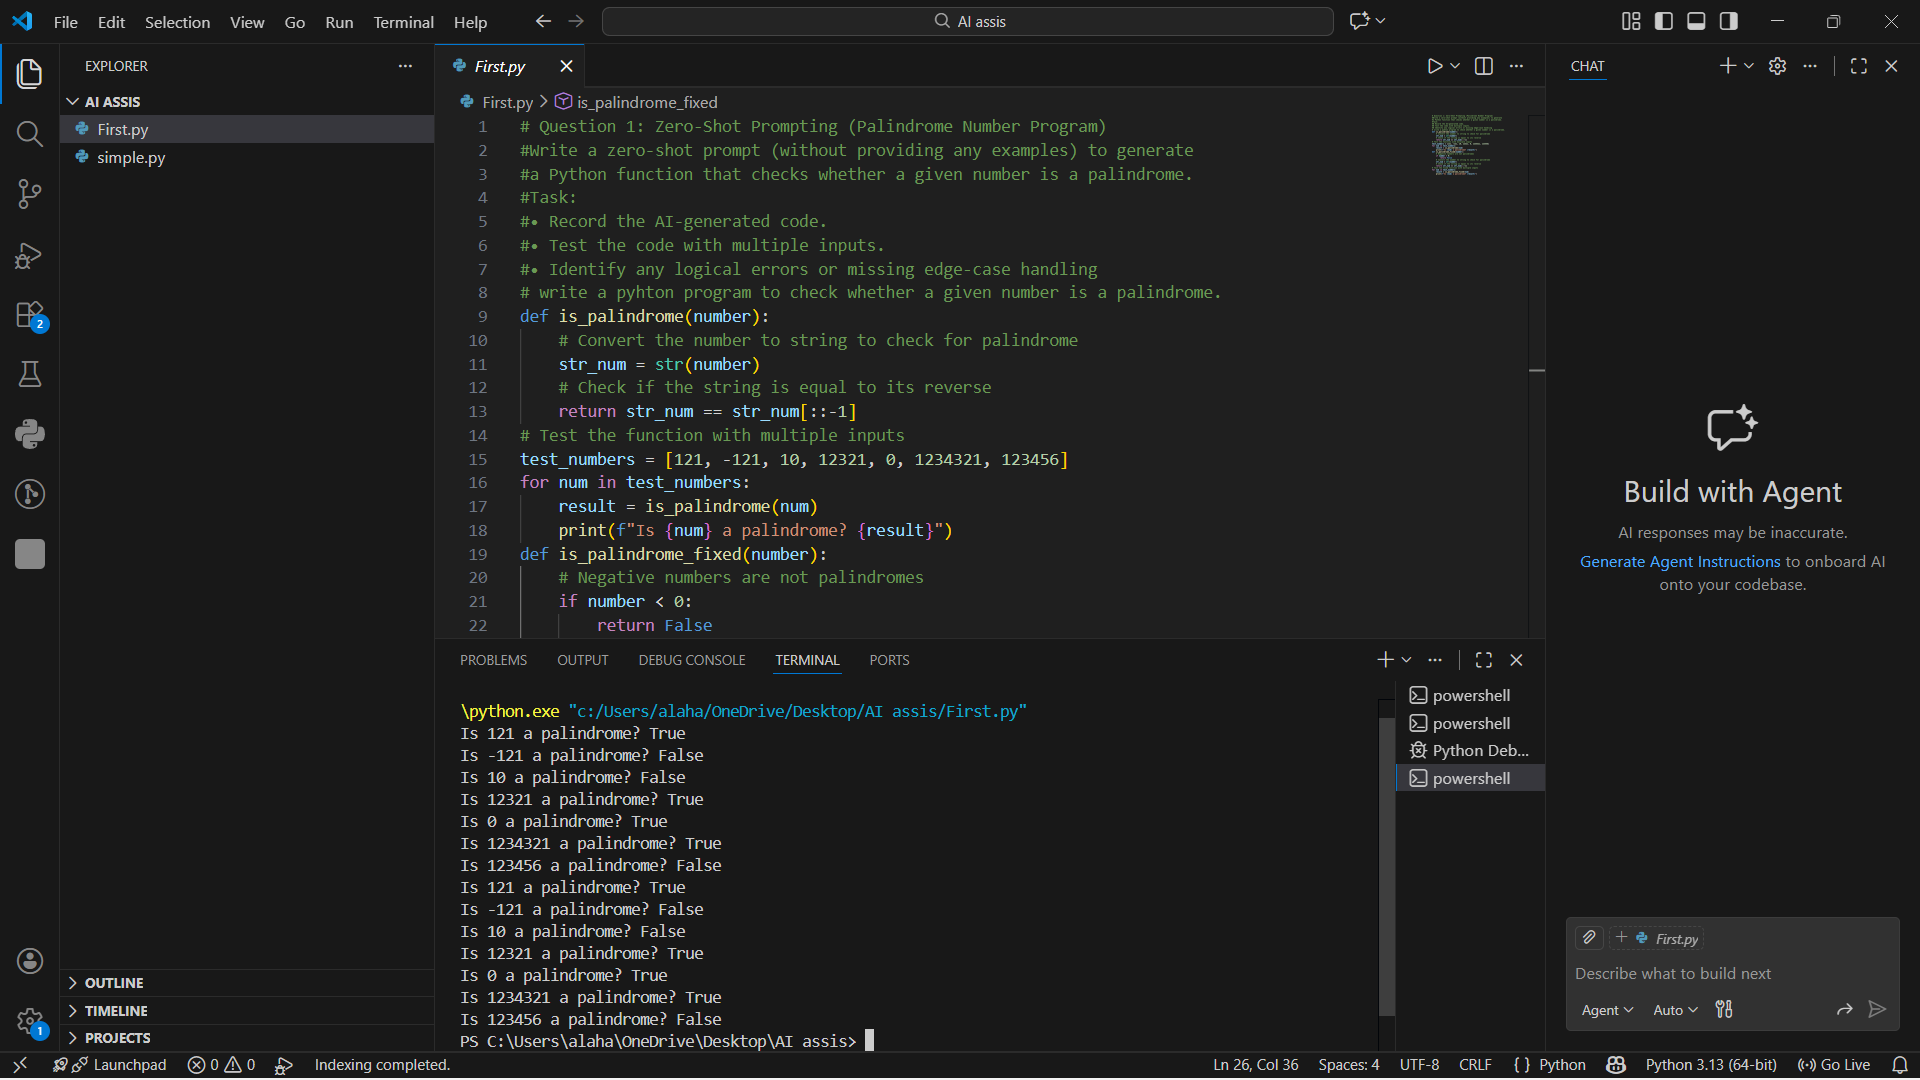 File Edit Selection View Go Run Terminal Help
AI assis
EXPLORER
AI ASSIS
First.py
simple.py
OUTLINE
TIMELINE
PROJECTS
First.py
First.py > is_palindrome_fixed
1 # Question 1: Zero-Shot Prompting (Palindrome Number Program)
2 #Write a zero-shot prompt (without providing any examples) to generate
3 #a Python function that checks whether a given number is a palindrome.
4 #Task:
5 #• Record the AI-generated code.
6 #• Test the code with multiple inputs.
7 #• Identify any logical errors or missing edge-case handling
8 # write a pyhton program to check whether a given number is a palindrome.
9 def is_palindrome(number):
10 # Convert the number to string to check for palindrome
11 str_num = str(number)
12 # Check if the string is equal to its reverse
13 return str_num == str_num[::-1]
14 # Test the function with multiple inputs
15 test_numbers = [121, -121, 10, 12321, 0, 1234321, 123456]
16 for num in test_numbers:
17 result = is_palindrome(num)
18 print(f"Is {num} a palindrome? {result}")
19 def is_palindrome_fixed(number):
20 # Negative numbers are not palindromes
21 if number < 0:
22 return False
PROBLEMS OUTPUT DEBUG CONSOLE TERMINAL PORTS
\python.exe "c:/Users/alaha/OneDrive/Desktop/AI assis/First.py"
Is 121 a palindrome? True
Is -121 a palindrome? False
Is 10 a palindrome? False
Is 12321 a palindrome? True
Is 0 a palindrome? True
Is 1234321 a palindrome? True
Is 123456 a palindrome? False
Is 121 a palindrome? True
Is -121 a palindrome? False
Is 10 a palindrome? False
Is 12321 a palindrome? True
Is 0 a palindrome? True
Is 1234321 a palindrome? True
Is 123456 a palindrome? False
PS C:\Users\alaha\OneDrive\Desktop\AI assis>
powershell
powershell
Python Deb...
powershell
CHAT
Build with Agent
AI responses may be inaccurate.
Generate Agent Instructions to onboard AI
onto your codebase.
First.py
Describe what to build next
Agent Auto
2
1
Launchpad 0 0 Indexing completed. Ln 26, Col 36 Spaces: 4 UTF-8 CRLF { } Python Python 3.13 (64-bit) Go Live